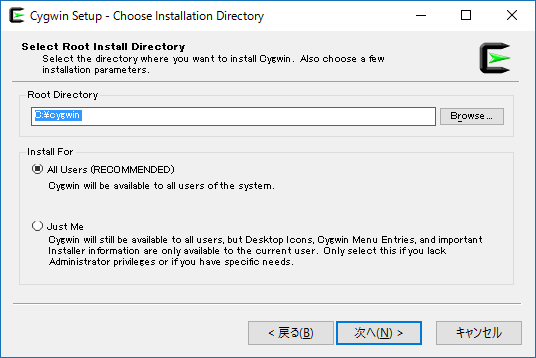 Cygwin Setup - Choose Installation Directory
Select Root Install Directory
Select the directory where you want to install Cygwin. Also choose a few
installation parameters.
Root Directory
C:¥cygwin
Browse...
Install For
All Users (RECOMMENDED)
Cygwin will be available to all users of the system.
Just Me
Cygwin will still be available to all users, but Desktop Icons, Cygwin Menu Entries, and important
Installer information are only available to the current user. Only select this if you lack
Administrator privileges or if you have specific needs.
< 戻る(B)
次へ(N) >
キャンセル